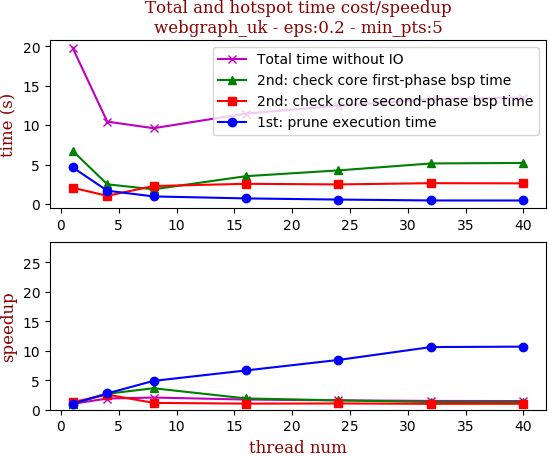 Total and hotspot time cost/speedup
webgraph_uk - eps:0.2 - min_pts:5
Total time without IO
2nd: check core first-phase bsp time
2nd: check core second-phase bsp time
1st: prune execution time
time (s)
20
15
10
5
0
0 5 10 15 20 25 30 35 40
speedup
25
20
15
10
5
0
0 5 10 15 20 25 30 35 40
thread num